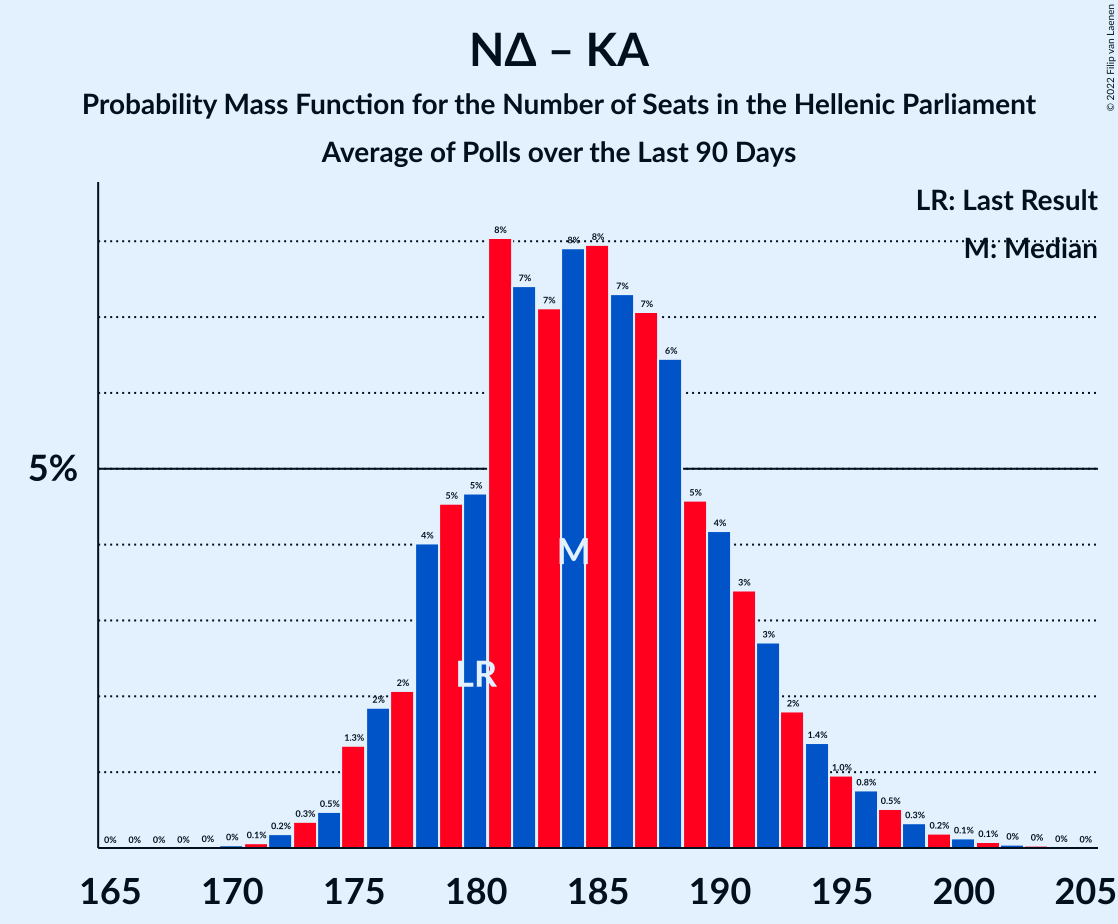 © 2022 Filip van Laenen
ΝΔ – ΚΑ
Probability Mass Function for the Number of Seats in the Hellenic Parliament
Average of Polls over the Last 90 Days
LR: Last Result
M: Median
5%
0% 0% 0% 0% 0% 0% 0.1% 0.2% 0.3% 0.5% 1.3% 2% 2% 4% 5% 5% 8% 7% 7% 8% 8% 7% 7% 6% 5% 4% 3% 3% 2% 1.4% 1.0% 0.8% 0.5% 0.3% 0.2% 0.1% 0.1% 0% 0% 0% 0%
M
LR
165 170 175 180 185 190 195 200 205